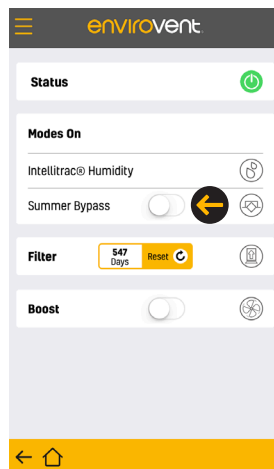 envirovent.
Status
Modes On
Intellitrac® Humidity
Summer Bypass
Filter
547
Days
Reset
Boost